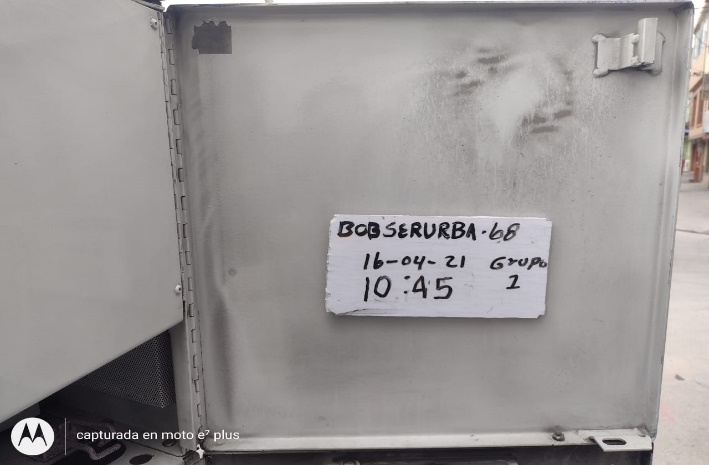 BOBSERURBA-68
16-04-21 Grupo
10:45 1
capturada en moto e⁷ plus